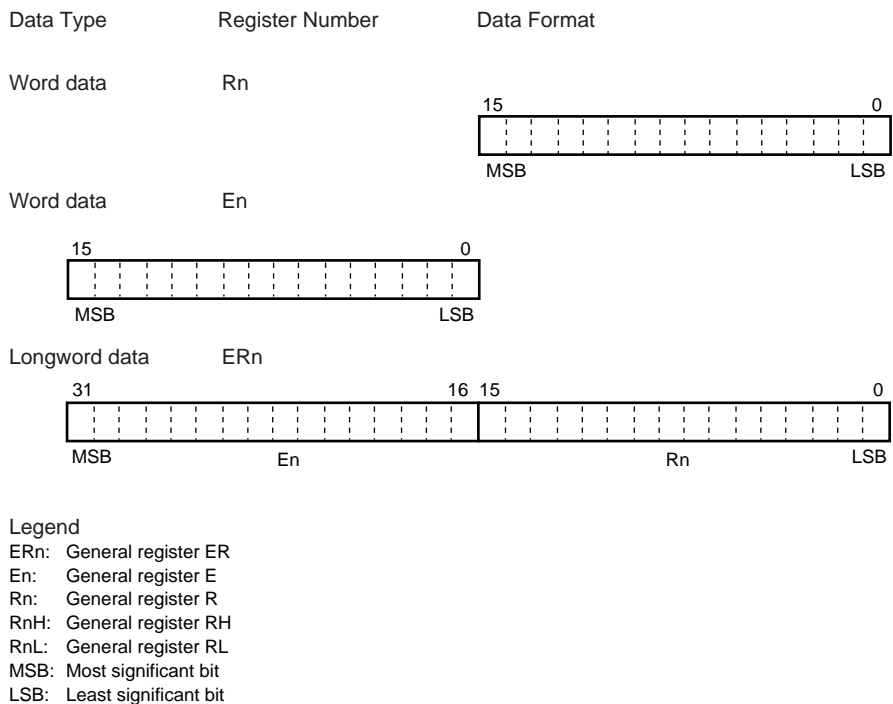 Data Type Register Number Data Format
Word data Rn
15 0
MSB LSB
Word data En
15 0
MSB LSB
Longword data ERn
31 16 15 0
MSB En Rn LSB
Legend
ERn: General register ER
En: General register E
Rn: General register R
RnH: General register RH
RnL: General register RL
MSB: Most significant bit
LSB: Least significant bit